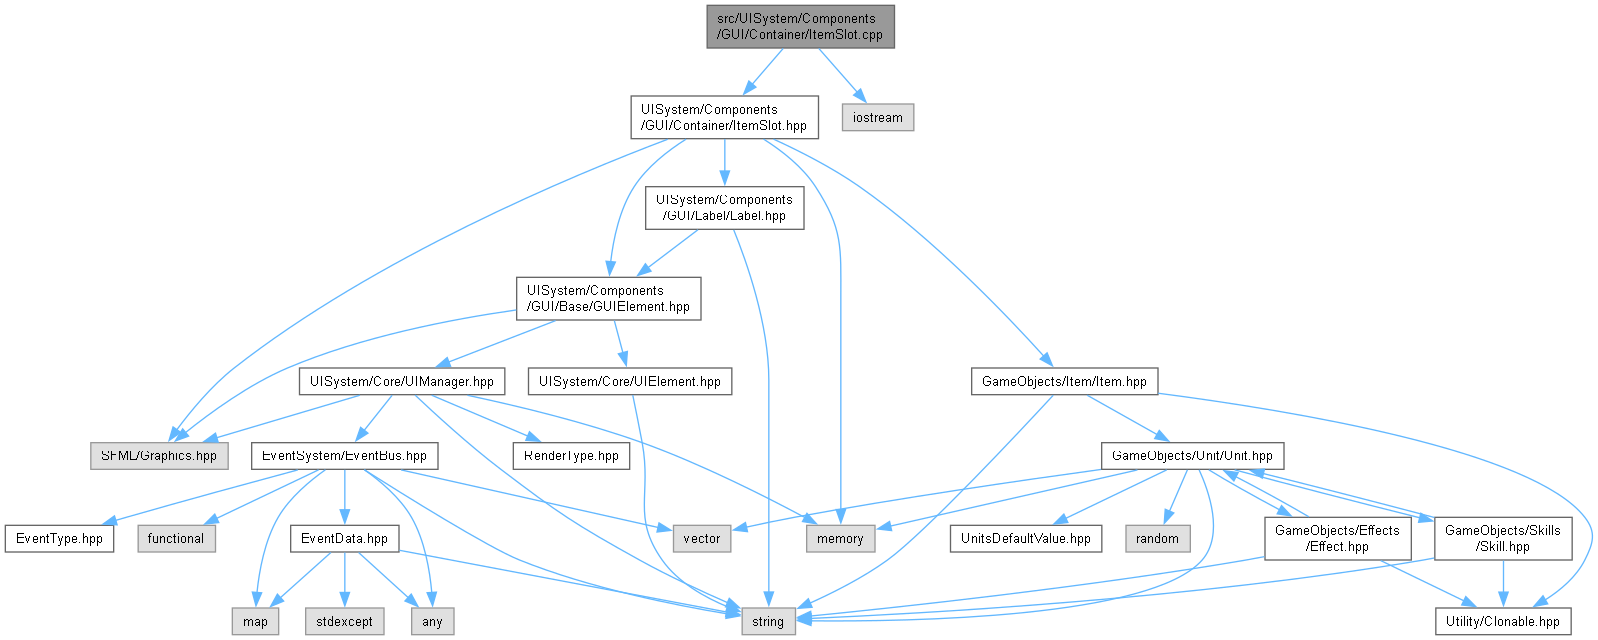 src/UISystem/Components
/GUI/Container/ItemSlot.cpp
UISystem/Components
/GUI/Container/ItemSlot.hpp
iostream
UISystem/Components
/GUI/Label/Label.hpp
UISystem/Components
/GUI/Base/GUIElement.hpp
UISystem/Core/UIManager.hpp
UISystem/Core/UIElement.hpp
GameObjects/Item/Item.hpp
SFML/Graphics.hpp
EventSystem/EventBus.hpp
RenderType.hpp
GameObjects/Unit/Unit.hpp
EventType.hpp
functional
EventData.hpp
vector
memory
UnitsDefaultValue.hpp
random
GameObjects/Effects
/Effect.hpp
GameObjects/Skills
/Skill.hpp
map
stdexcept
any
string
Utility/Clonable.hpp